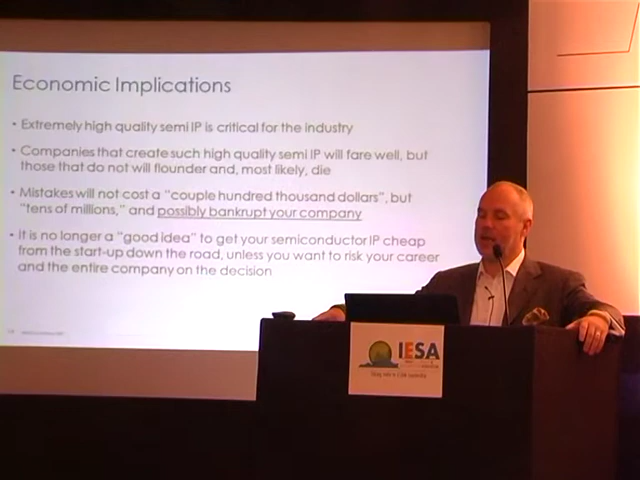 Economic Implications
• Extremely high quality semi IP is critical for the industry
• Companies that create such high quality semi IP will fare well, but
those that do not will flounder and, most likely, die
• Mistakes will not cost a "couple hundred thousand dollars", but
"tens of millions," and possibly bankrupt your company
• It is no longer a "good idea" to get your semiconductor IP cheap
from the start-up down the road, unless you want to risk your career
and the entire company on the decision
IESA